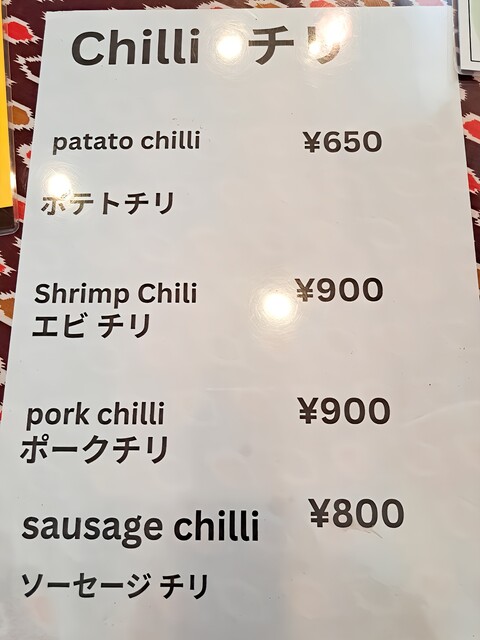 Chilli チリ
patato chilli ¥650
ポテトチリ
Shrimp Chili ¥900
エビ チリ
pork chilli ¥900
ポークチリ
sausage chilli ¥800
ソーセージ チリ